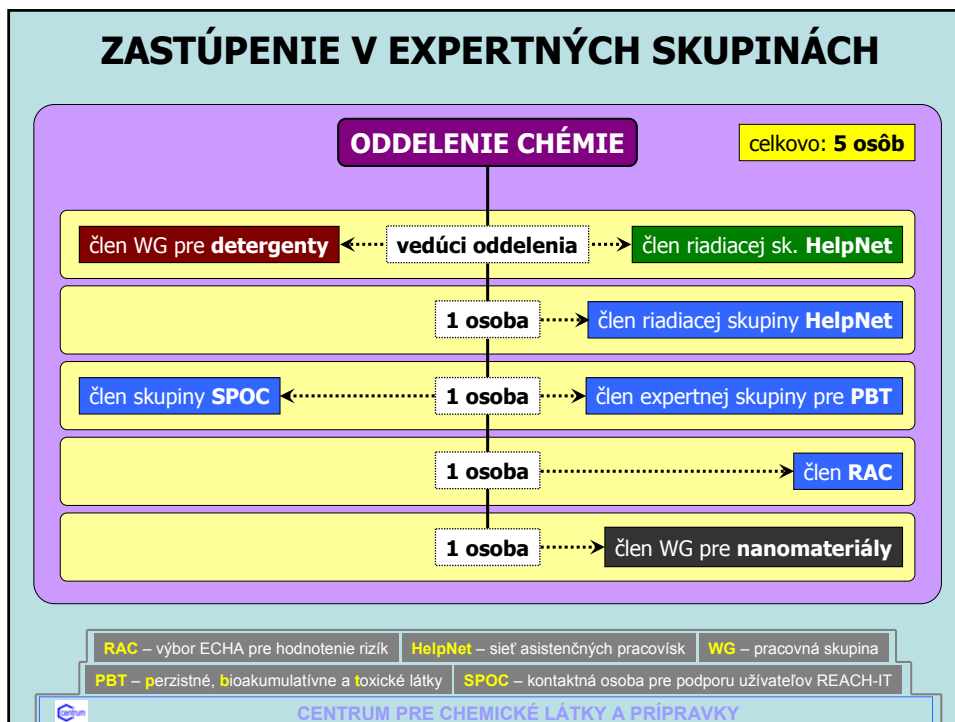 ZASTÚPENIE V EXPERTNÝCH SKUPINÁCH
ODDELENIE CHÉMIE
celkovo: 5 osôb
člen WG pre detergenty
vedúci oddelenia
člen riadiacej sk. HelpNet
1 osoba
člen riadiacej skupiny HelpNet
člen skupiny SPOC
1 osoba
člen expertnej skupiny pre PBT
1 osoba
člen RAC
1 osoba
člen WG pre nanomateriály
RAC – výbor ECHA pre hodnotenie rizík
HelpNet – sieť asistenčných pracovísk
WG – pracovná skupina
PBT – perzistné, bioakumulatívne a toxické látky
SPOC – kontaktná osoba pre podporu užívateľov REACH-IT
centrum
CENTRUM PRE CHEMICKÉ LÁTKY A PRÍPRAVKY